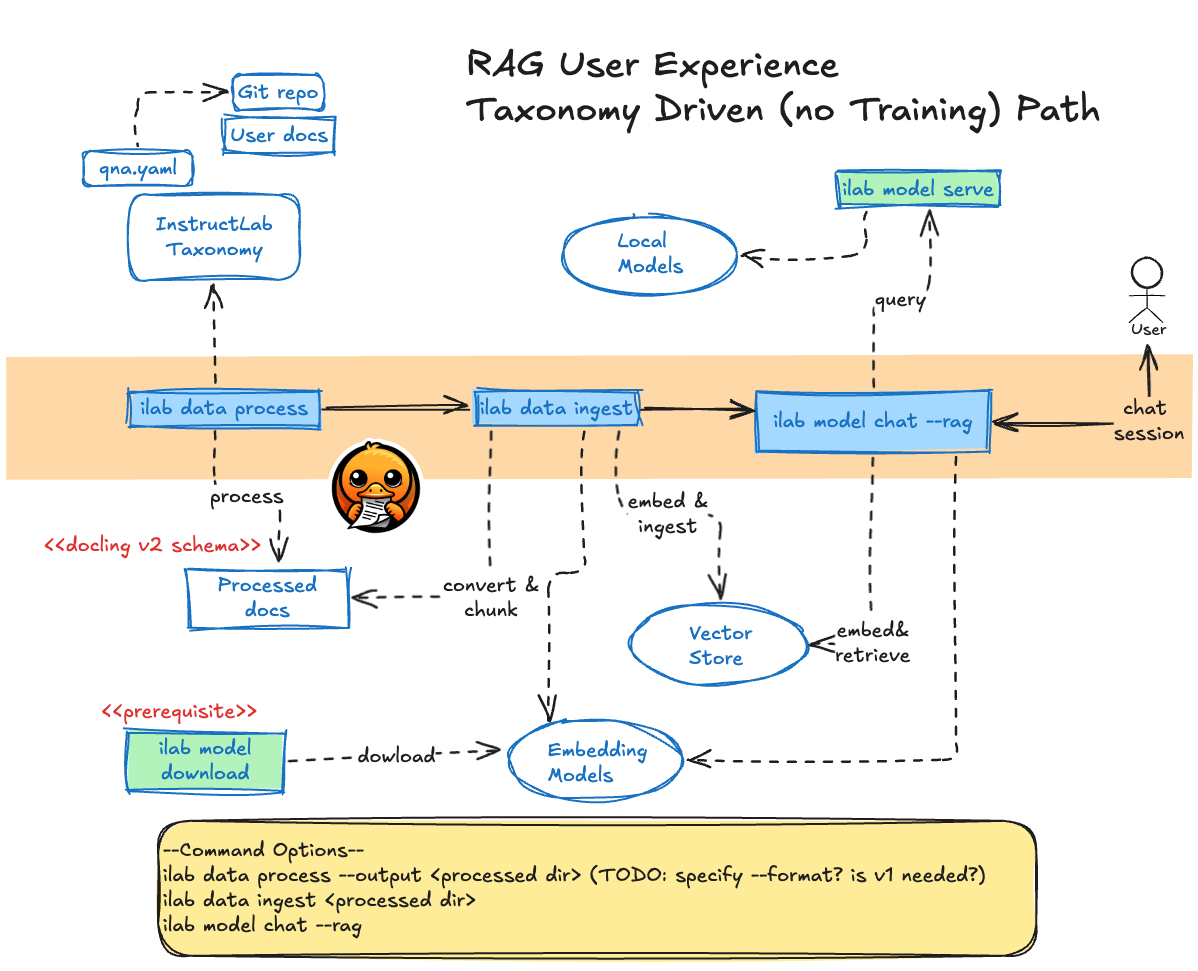 RAG User Experience
Taxonomy Driven (no Training) Path
Git repo
User docs
qna.yaml
InstructLab
Taxonomy
ilab model serve
Local
Models
query
User
ilab data process
ilab data ingest
ilab model chat --rag
chat
session
process
embed &
ingest
<<docling v2 schema>>
Processed
docs
convert &
chunk
Vector
Store
embed&
retrieve
<<prerequisite>>
ilab model
download
dowload
Embedding
Models
--Command Options--
ilab data process --output <processed dir> (TODO: specify --format? is v1 needed?)
ilab data ingest <processed dir>
ilab model chat --rag